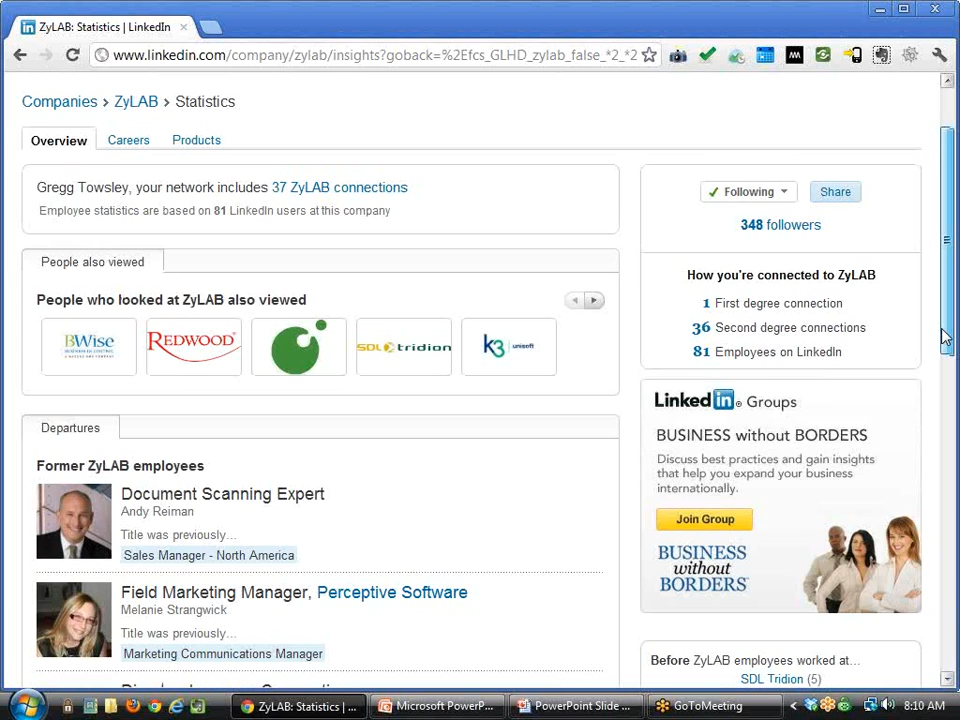 ZyLAB: Statistics | LinkedIn
www.linkedin.com/company/zylab/insights?goback=%2Efcs_GLHD_zylab_false_*2_*2
Companies > ZyLAB > Statistics
Overview Careers Products
Gregg Towsley, your network includes 37 ZyLAB connections
Employee statistics are based on 81 LinkedIn users at this company
People also viewed
People who looked at ZyLAB also viewed
BWise
REDWOOD
SDL tridion
k3 unisoft
Departures
Former ZyLAB employees
Document Scanning Expert
Andy Reiman
Title was previously...
Sales Manager - North America
Field Marketing Manager, Perceptive Software
Melanie Strangwick
Title was previously...
Marketing Communications Manager
Following Share
348 followers
How you're connected to ZyLAB
1 First degree connection
36 Second degree connections
81 Employees on LinkedIn
Linked in Groups
BUSINESS without BORDERS
Discuss best practices and gain insights
that help you expand your business
internationally.
Join Group
BUSINESS
without
BORDERS
Before ZyLAB employees worked at...
SDL Tridion (5)
ZyLAB: Statistics | ... Microsoft PowerP... PowerPoint Slide ... GoToMeeting 8:10 AM